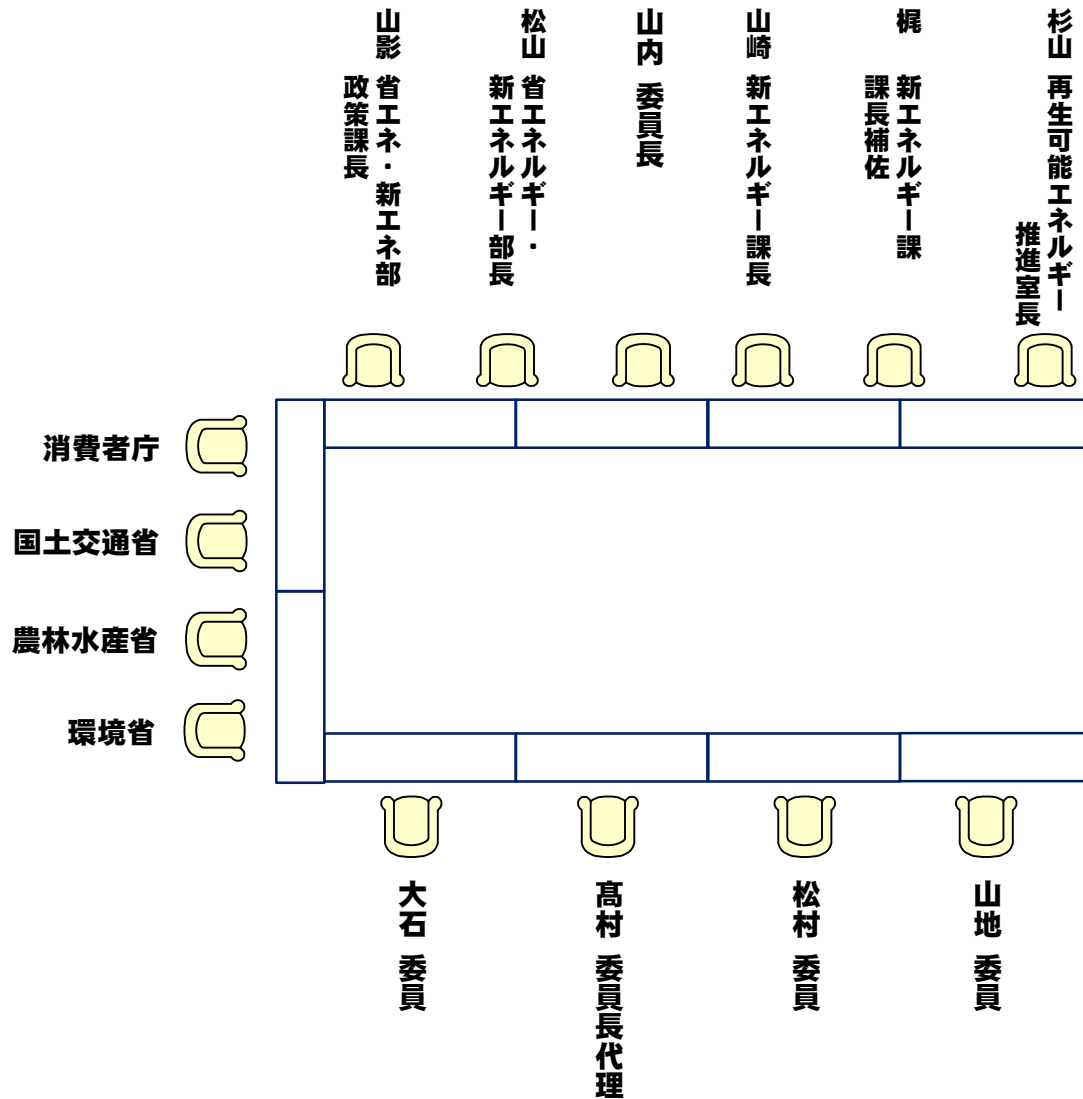 山影 省エネ・新エネ部
政策課長
松山 省エネルギー・
新エネルギー部長
山内 委員長
山崎 新エネルギー課長
梶 新エネルギー課
課長補佐
杉山 再生可能エネルギー
推進室長
消費者庁
国土交通省
農林水産省
環境省
大石 委員
髙村 委員長代理
松村 委員
山地 委員